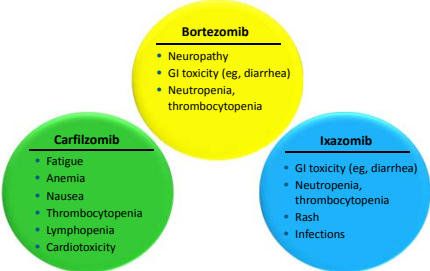 Bortezomib
• Neuropathy
• GI toxicity (eg, diarrhea)
• Neutropenia,
thrombocytopenia
Carfilzomib
• Fatigue
• Anemia
• Nausea
• Thrombocytopenia
• Lymphopenia
• Cardiotoxicity
Ixazomib
• GI toxicity (eg, diarrhea)
• Neutropenia,
thrombocytopenia
• Rash
• Infections